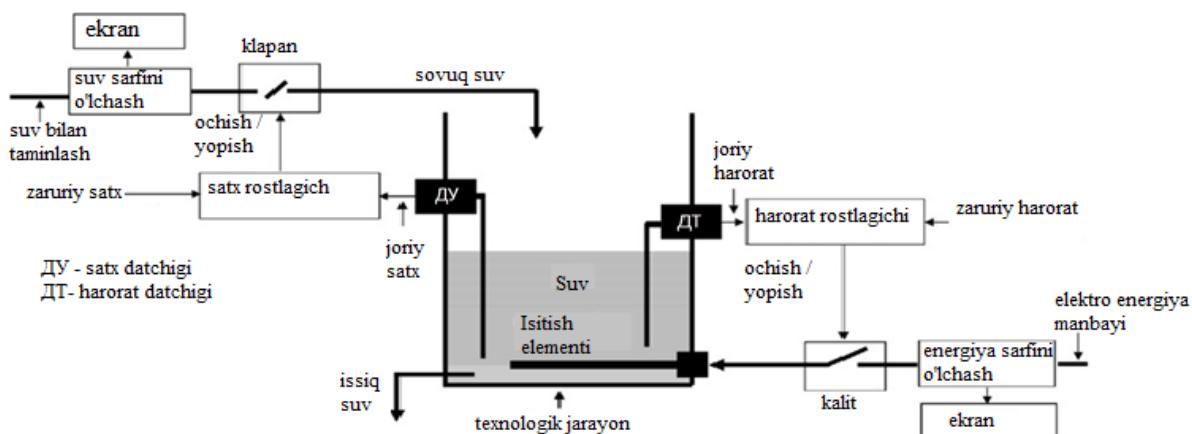 ekran
klapan
suv sarfini
o'lchash
sovuq suv
suv bilan
taminlash
ochish /
yopish
zaruriy satx
satx rostlagich
ДУ
joriy
satx
ДУ - satx datchigi
ДТ- harorat datchigi
joriy
harorat
ДТ
harorat rostlagichi
zaruriy harorat
ochish /
yopish
Suv
Isitish
elementi
elektro energiya
manbayi
energiya sarfini
o'lchash
kalit
ekran
issiq
suv
texnologik jarayon